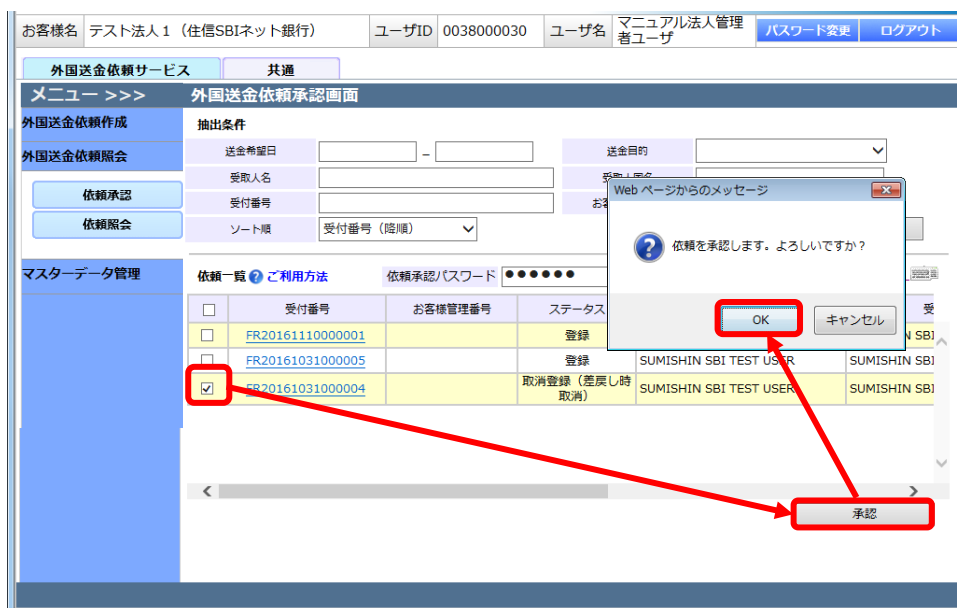 お客様名 テスト法人１（住信SBIネット銀行） ユーザID 0038000030 ユーザ名 マニュアル法人管理
者ユーザ パスワード変更 ログアウト
外国送金依頼サービス 共通
メニュー >>> 外国送金依頼承認画面
外国送金依頼作成
外国送金依頼照会
依頼承認
依頼照会
マスターデータ管理
抽出条件
送金希望日 – 送金目的
受取人名
受付番号
ソート順 受付番号（降順）
Web ページからのメッセージ
依頼を承認します。よろしいですか？
OK キャンセル
依頼一覧 ? ご利用方法 依頼承認パスワード ●●●●●●
受付番号 お客様管理番号 ステータス 受
FR20161110000001 登録 N SBI
FR20161031000005 登録 SUMISHIN SBI TEST USER SUMISHIN SBI
FR20161031000004 取消登録（差戻し時
取消） SUMISHIN SBI TEST USER SUMISHIN SBI
承認